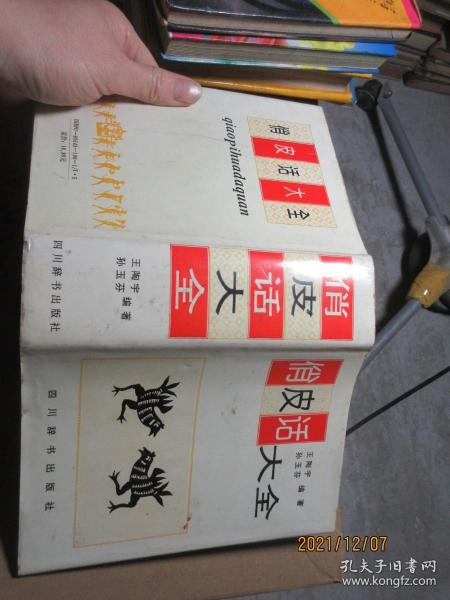 俏皮话大全
qiaopihuadaquan
四川辞书出版社
王陶宇
孙玉芬
编著
俏皮话大全
俏皮话大全
王陶宇
孙玉芬
编著
四川辞书出版社
2021/12/07
孔夫子旧书网
www.kongfz.com